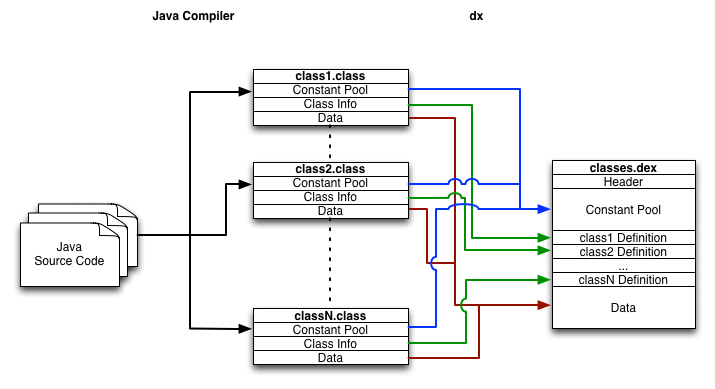 Java Compiler
dx
class1.class
Constant Pool
Class Info
Data
class2.class
Constant Pool
Class Info
Data
classN.class
Constant Pool
Class Info
Data
Java
Source Code
classes.dex
Header
Constant Pool
class1 Definition
class2 Definition
...
classN Definition
Data